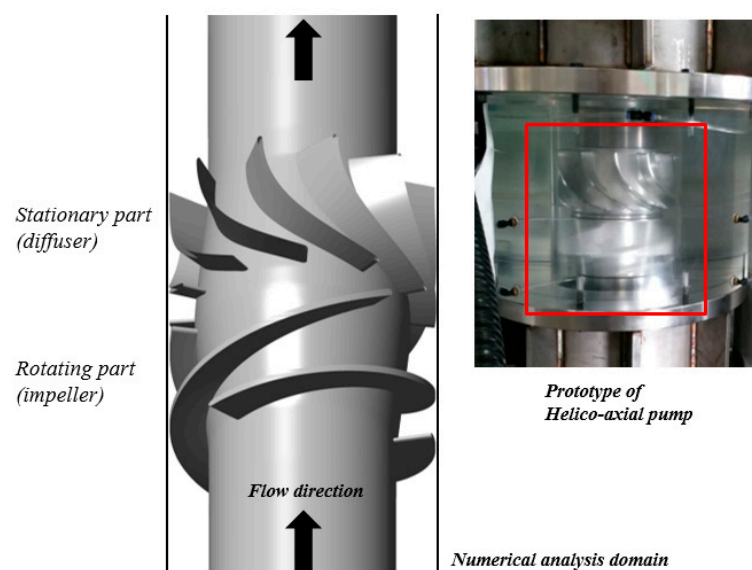 Stationary part
(diffuser)
Rotating part
(impeller)
Flow direction
Prototype of
Helico-axial pump
Numerical analysis domain